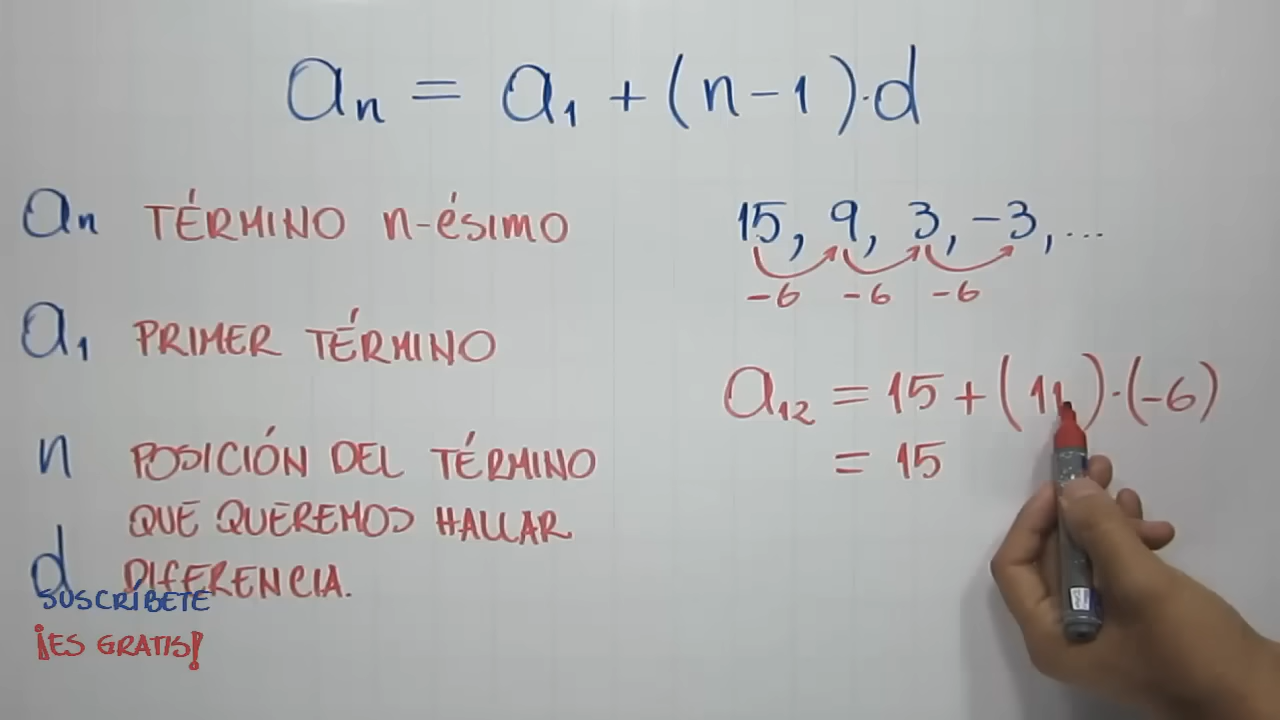 aₙ = a₁ + (n-1)·d
aₙ TÉRMINO n-ésimo
a₁ PRIMER TÉRMINO
n POSICIÓN DEL TÉRMINO
QUE QUEREMOS HALLAR
d DIFERENCIA.
SUSCRÍBETE
¡ES GRATIS!
15, 9, 3, -3, ...
-6 -6 -6
a₁₂ = 15 + (11)·(-6)
= 15